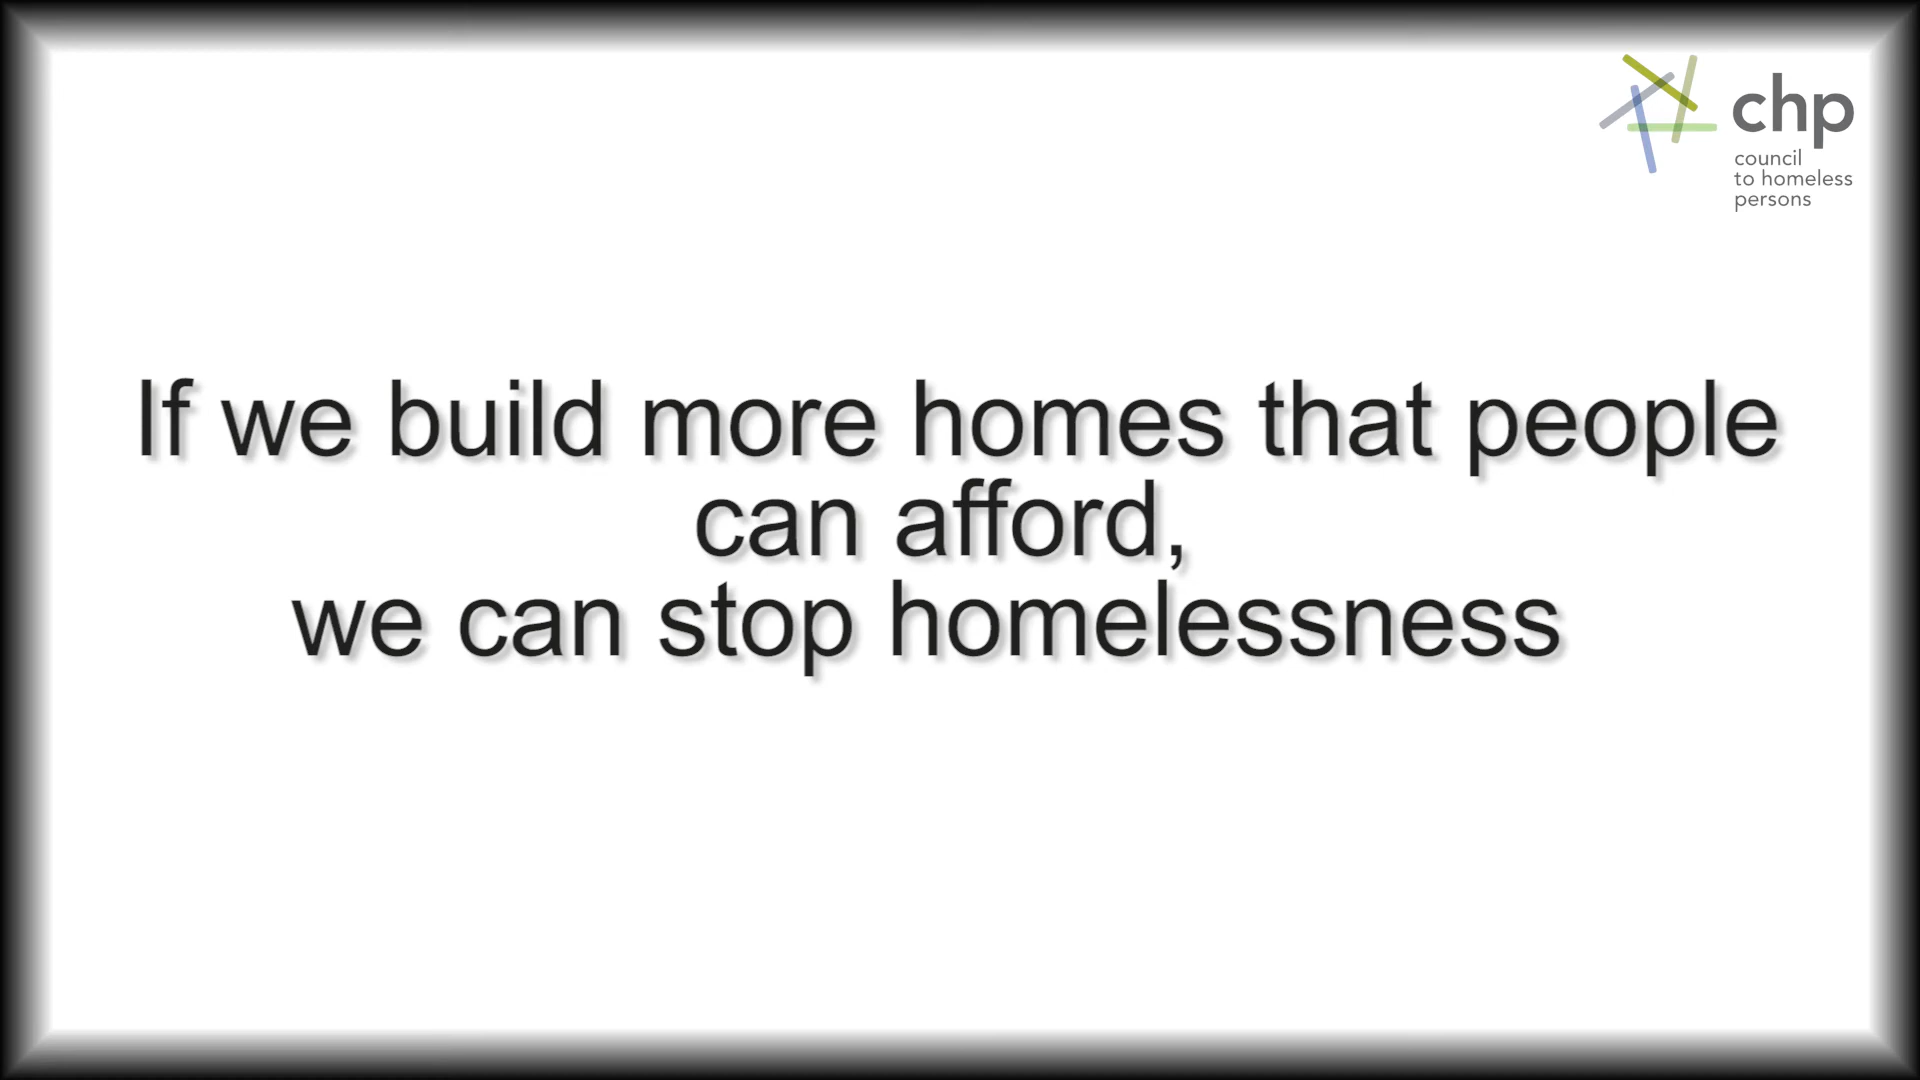 chp
council
to homeless
persons
If we build more homes that people
can afford,
we can stop homelessness